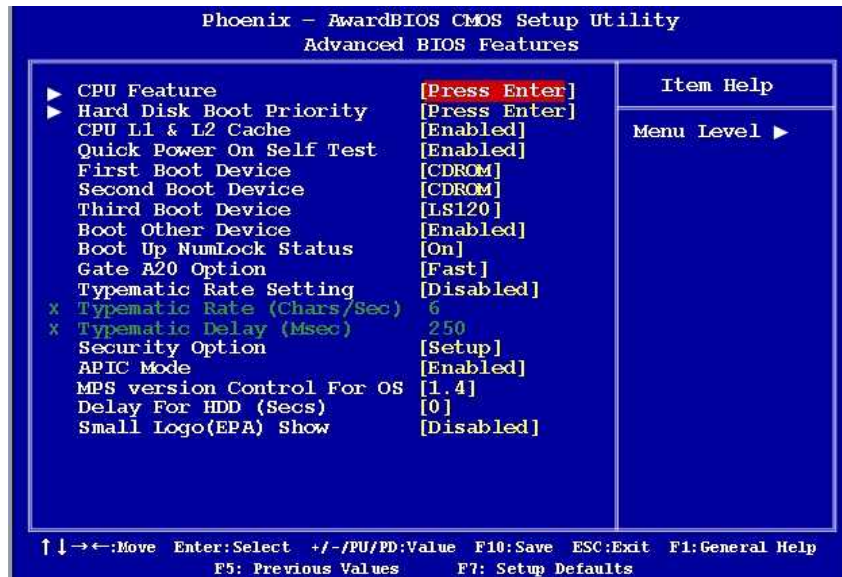 Phoenix – AwardBIOS CMOS Setup Utility
Advanced BIOS Features
▶ CPU Feature [Press Enter]
▶ Hard Disk Boot Priority [Press Enter]
CPU L1 & L2 Cache [Enabled]
Quick Power On Self Test [Enabled]
First Boot Device [CDROM]
Second Boot Device [CDROM]
Third Boot Device [LS120]
Boot Other Device [Enabled]
Boot Up NumLock Status [On]
Gate A20 Option [Fast]
Typematic Rate Setting [Disabled]
x Typematic Rate (Chars/Sec) 6
x Typematic Delay (Msec) 250
Security Option [Setup]
APIC Mode [Enabled]
MPS version Control For OS [1.4]
Delay For HDD (Secs) [0]
Small Logo(EPA) Show [Disabled]
Item Help
Menu Level ▶
↑↓→←:Move Enter:Select +/-/PU/PD:Value F10:Save ESC:Exit F1:General Help
F5: Previous Values F7: Setup Defaults